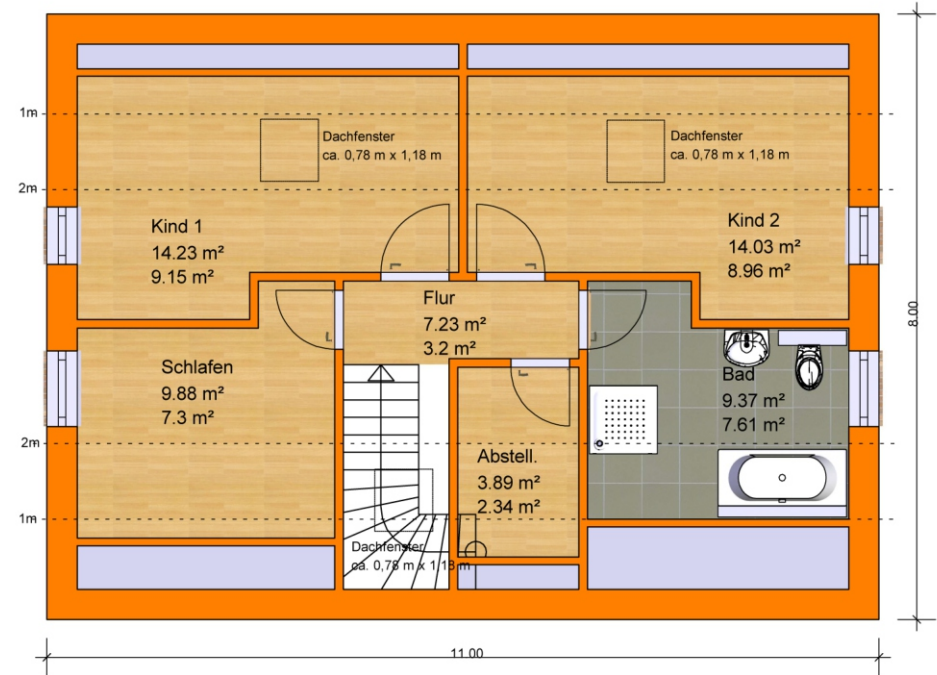 1m
Dachfenster
ca. 0,78 m x 1,18 m
Dachfenster
ca. 0,78 m x 1,18 m
2m
Kind 1
14.23 m²
9.15 m²
Kind 2
14.03 m²
8.96 m²
Flur
7.23 m²
3.2 m²
8.00
Schlafen
9.88 m²
7.3 m²
Bad
9.37 m²
7.61 m²
2m
Abstell.
3.89 m²
2.34 m²
1m
Dachfenster
ca. 0,78 m x 1,18 m
11.00